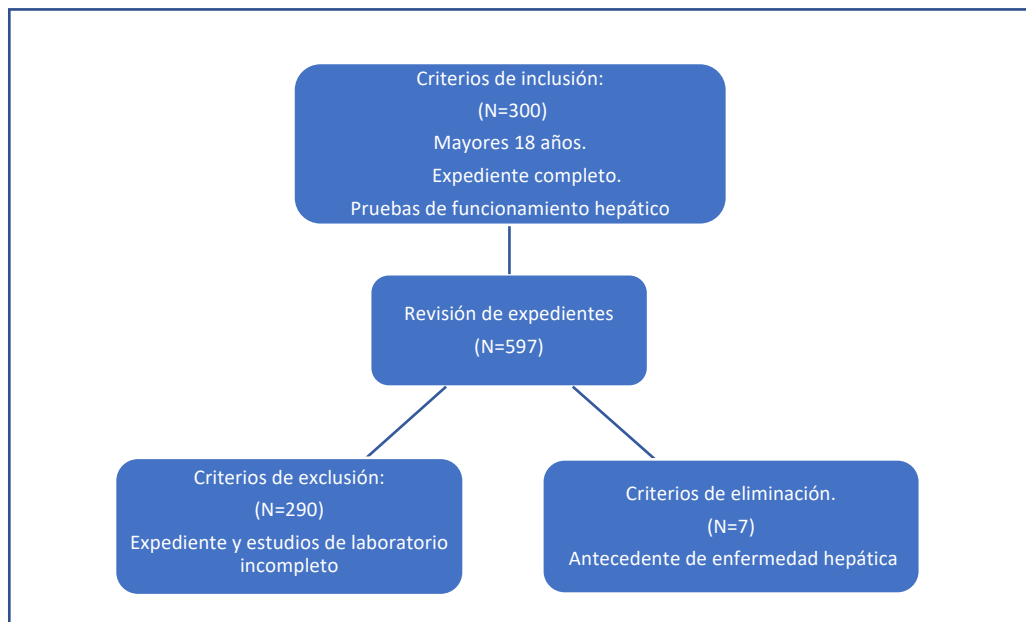 Criterios de inclusión:
(N=300)
Mayores 18 años.
Expediente completo.
Pruebas de funcionamiento hepático
Revisión de expedientes
(N=597)
Criterios de exclusión:
(N=290)
Expediente y estudios de laboratorio
incompleto
Criterios de eliminación.
(N=7)
Antecedente de enfermedad hepática